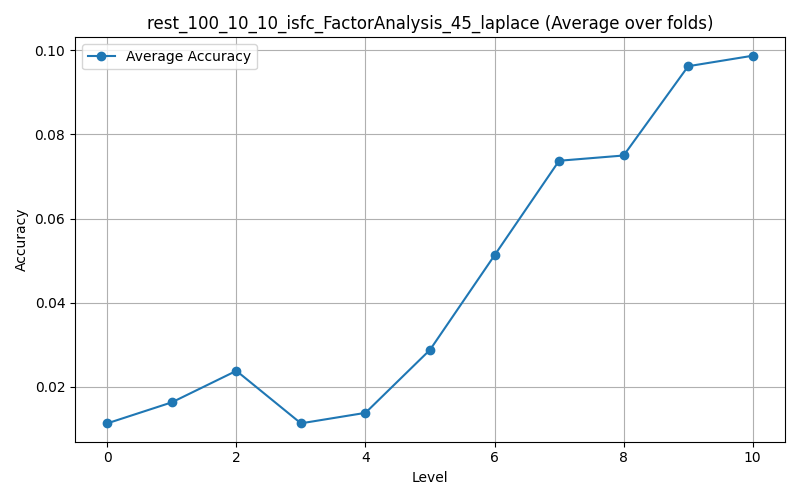 rest_100_10_10_isfc_FactorAnalysis_45_laplace (Average over folds)
Average Accuracy
0.10
0.08
0.06
0.04
0.02
Accuracy
0 2 4 6 8 10
Level